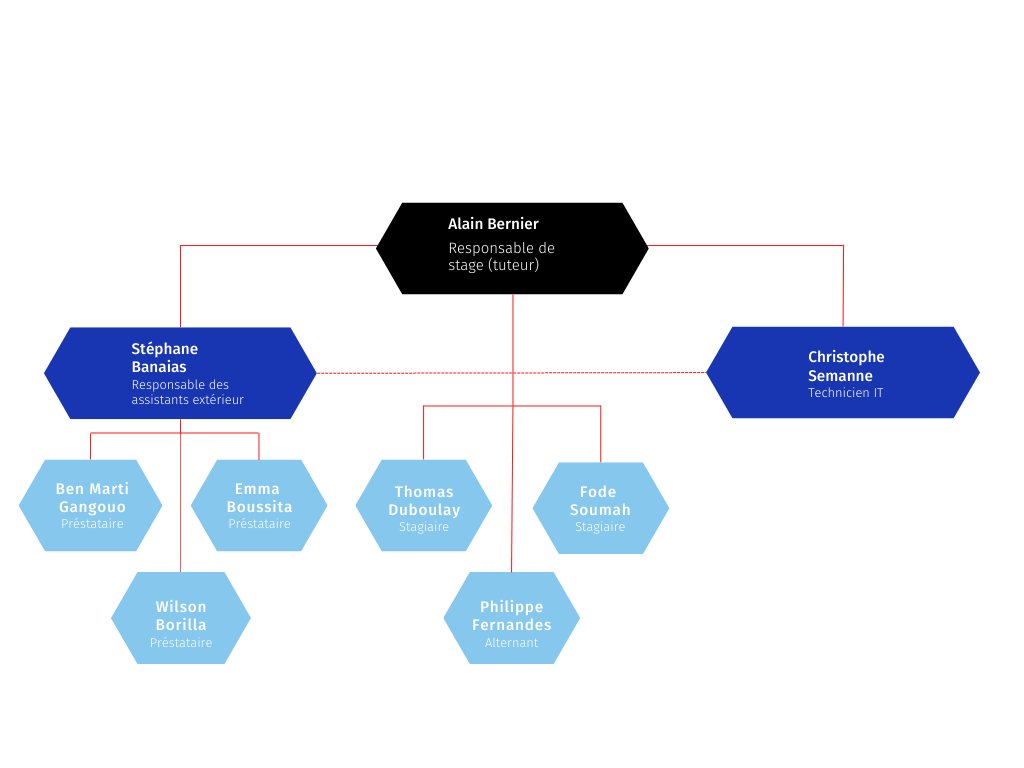 Alain Bernier
Responsable de
stage (tuteur)
Stéphane
Banaias
Responsable des
assistants extérieur
Christophe
Semanne
Technicien IT
Ben Marti
Gangouo
Préstataire
Emma
Boussita
Préstataire
Thomas
Duboulay
Stagiaire
Fode
Soumah
Stagiaire
Wilson
Borilla
Préstataire
Philippe
Fernandes
Alternant